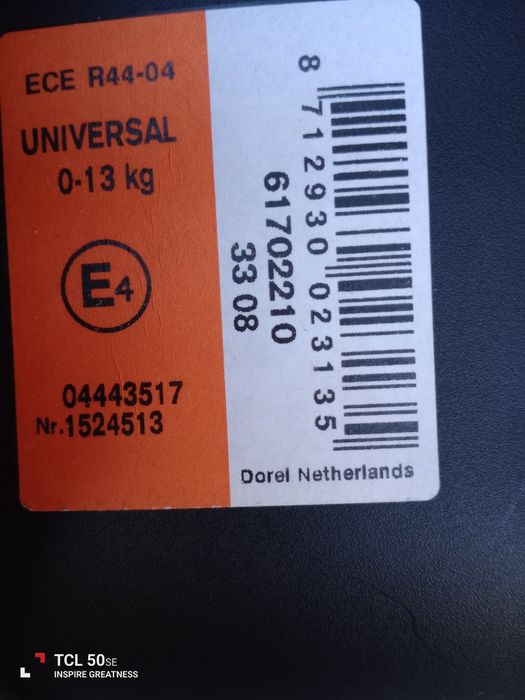 ECE R44-04
UNIVERSAL
0-13 kg
E4
04443517
Nr.1524513
8 712930 023135
61702210
33 08
Dorel Netherlands
TCL 50SE
INSPIRE GREATNESS